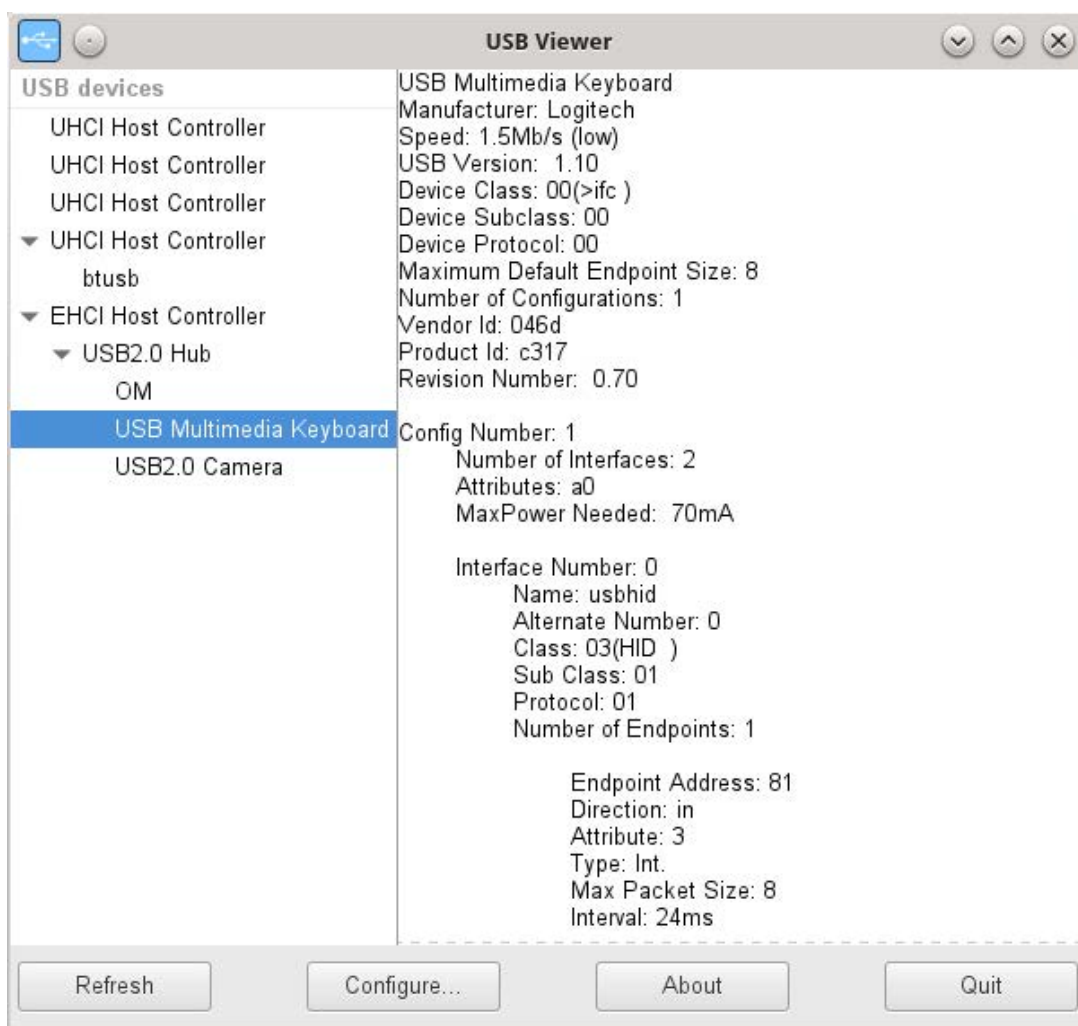 USB Viewer
USB devices
UHCI Host Controller
UHCI Host Controller
UHCI Host Controller
UHCI Host Controller
btusb
EHCI Host Controller
USB2.0 Hub
OM
USB Multimedia Keyboard
USB2.0 Camera
USB Multimedia Keyboard
Manufacturer: Logitech
Speed: 1.5Mb/s (low)
USB Version:  1.10
Device Class: 00(>ifc )
Device Subclass: 00
Device Protocol: 00
Maximum Default Endpoint Size: 8
Number of Configurations: 1
Vendor Id: 046d
Product Id: c317
Revision Number:  0.70
Config Number: 1
Number of Interfaces: 2
Attributes: a0
MaxPower Needed:  70mA
Interface Number: 0
Name: usbhid
Alternate Number: 0
Class: 03(HID  )
Sub Class: 01
Protocol: 01
Number of Endpoints: 1
Endpoint Address: 81
Direction: in
Attribute: 3
Type: Int.
Max Packet Size: 8
Interval: 24ms
Refresh
Configure...
About
Quit